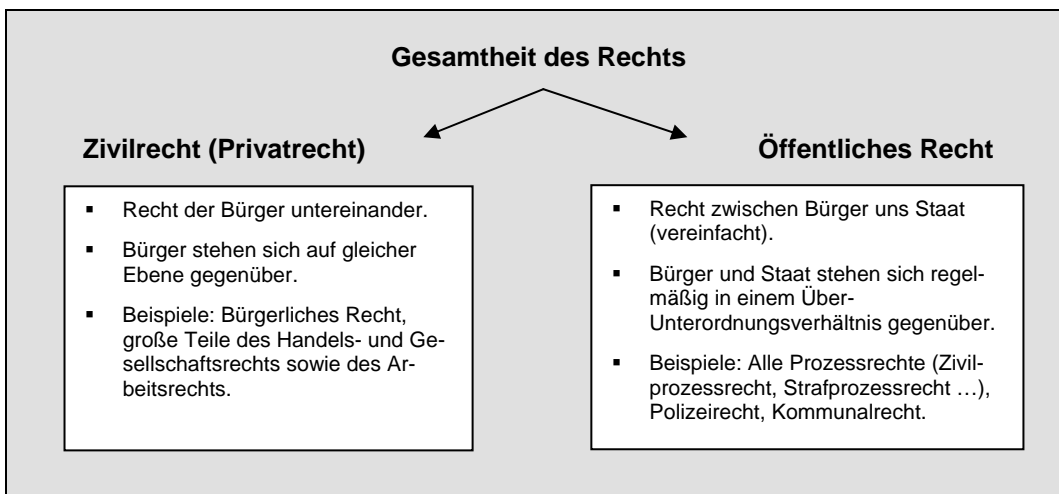 Gesamtheit des Rechts
Zivilrecht (Privatrecht)
▪ Recht der Bürger untereinander.
▪ Bürger stehen sich auf gleicher
Ebene gegenüber.
▪ Beispiele: Bürgerliches Recht,
große Teile des Handels- und Ge-
sellschaftsrechts sowie des Ar-
beitsrechts.
Öffentliches Recht
▪ Recht zwischen Bürger uns Staat
(vereinfacht).
▪ Bürger und Staat stehen sich regel-
mäßig in einem Über-
Unterordnungsverhältnis gegenüber.
▪ Beispiele: Alle Prozessrechte (Zivil-
prozessrecht, Strafprozessrecht …),
Polizeirecht, Kommunalrecht.